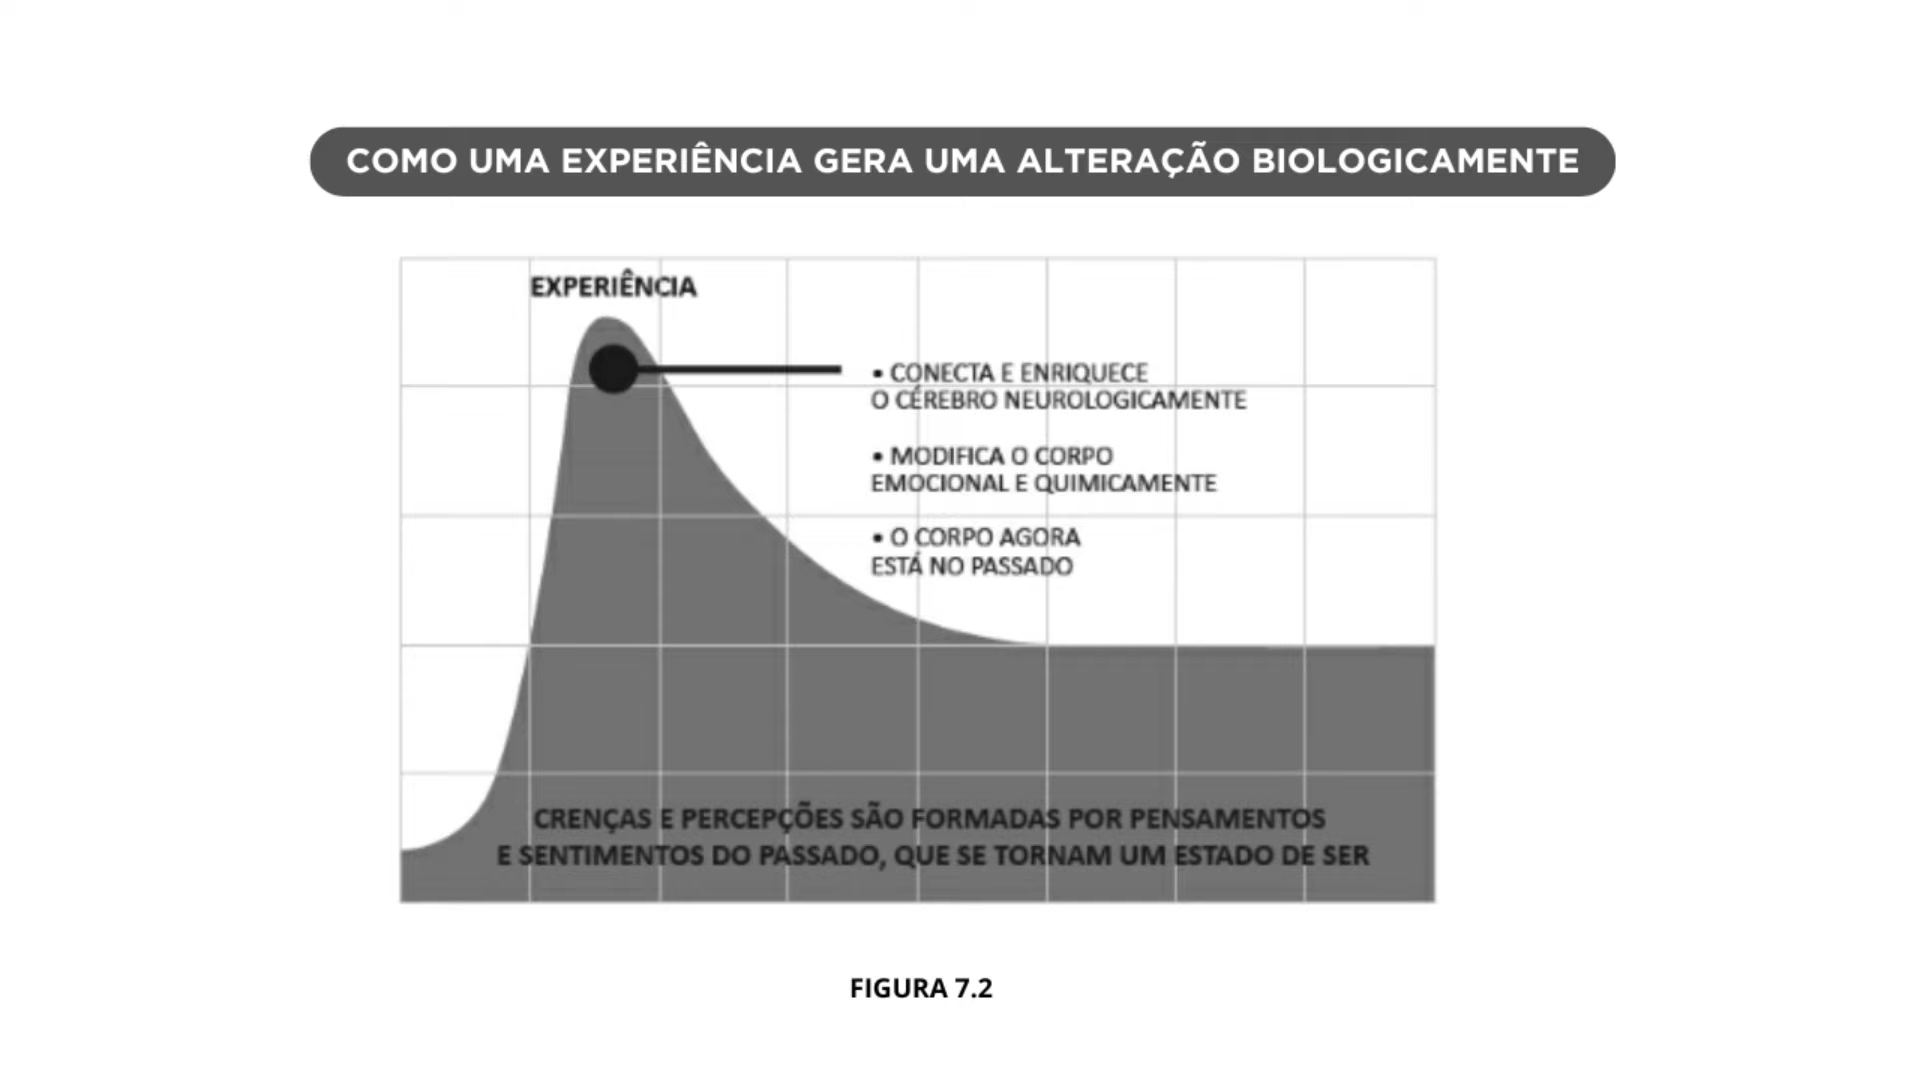 COMO UMA EXPERIÊNCIA GERA UMA ALTERAÇÃO BIOLOGICAMENTE
EXPERIÊNCIA
• CONECTA E ENRIQUECE
O CÉREBRO NEUROLOGICAMENTE
• MODIFICA O CORPO
EMOCIONAL E QUIMICAMENTE
• O CORPO AGORA
ESTÁ NO PASSADO
CRENÇAS E PERCEPÇÕES SÃO FORMADAS POR PENSAMENTOS
E SENTIMENTOS DO PASSADO, QUE SE TORNAM UM ESTADO DE SER
FIGURA 7.2